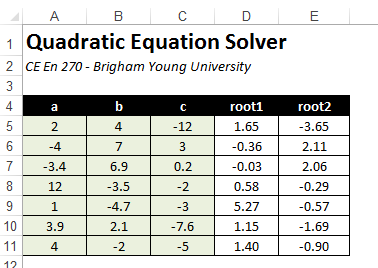 A B C D E
1 Quadratic Equation Solver
2 CE En 270 - Brigham Young University
3
4 a b c root1 root2
5 2 4 -12 1.65 -3.65
6 -4 7 3 -0.36 2.11
7 -3.4 6.9 0.2 -0.03 2.06
8 12 -3.5 -2 0.58 -0.29
9 1 -4.7 -3 5.27 -0.57
10 3.9 2.1 -7.6 1.15 -1.69
11 4 -2 -5 1.40 -0.90
12